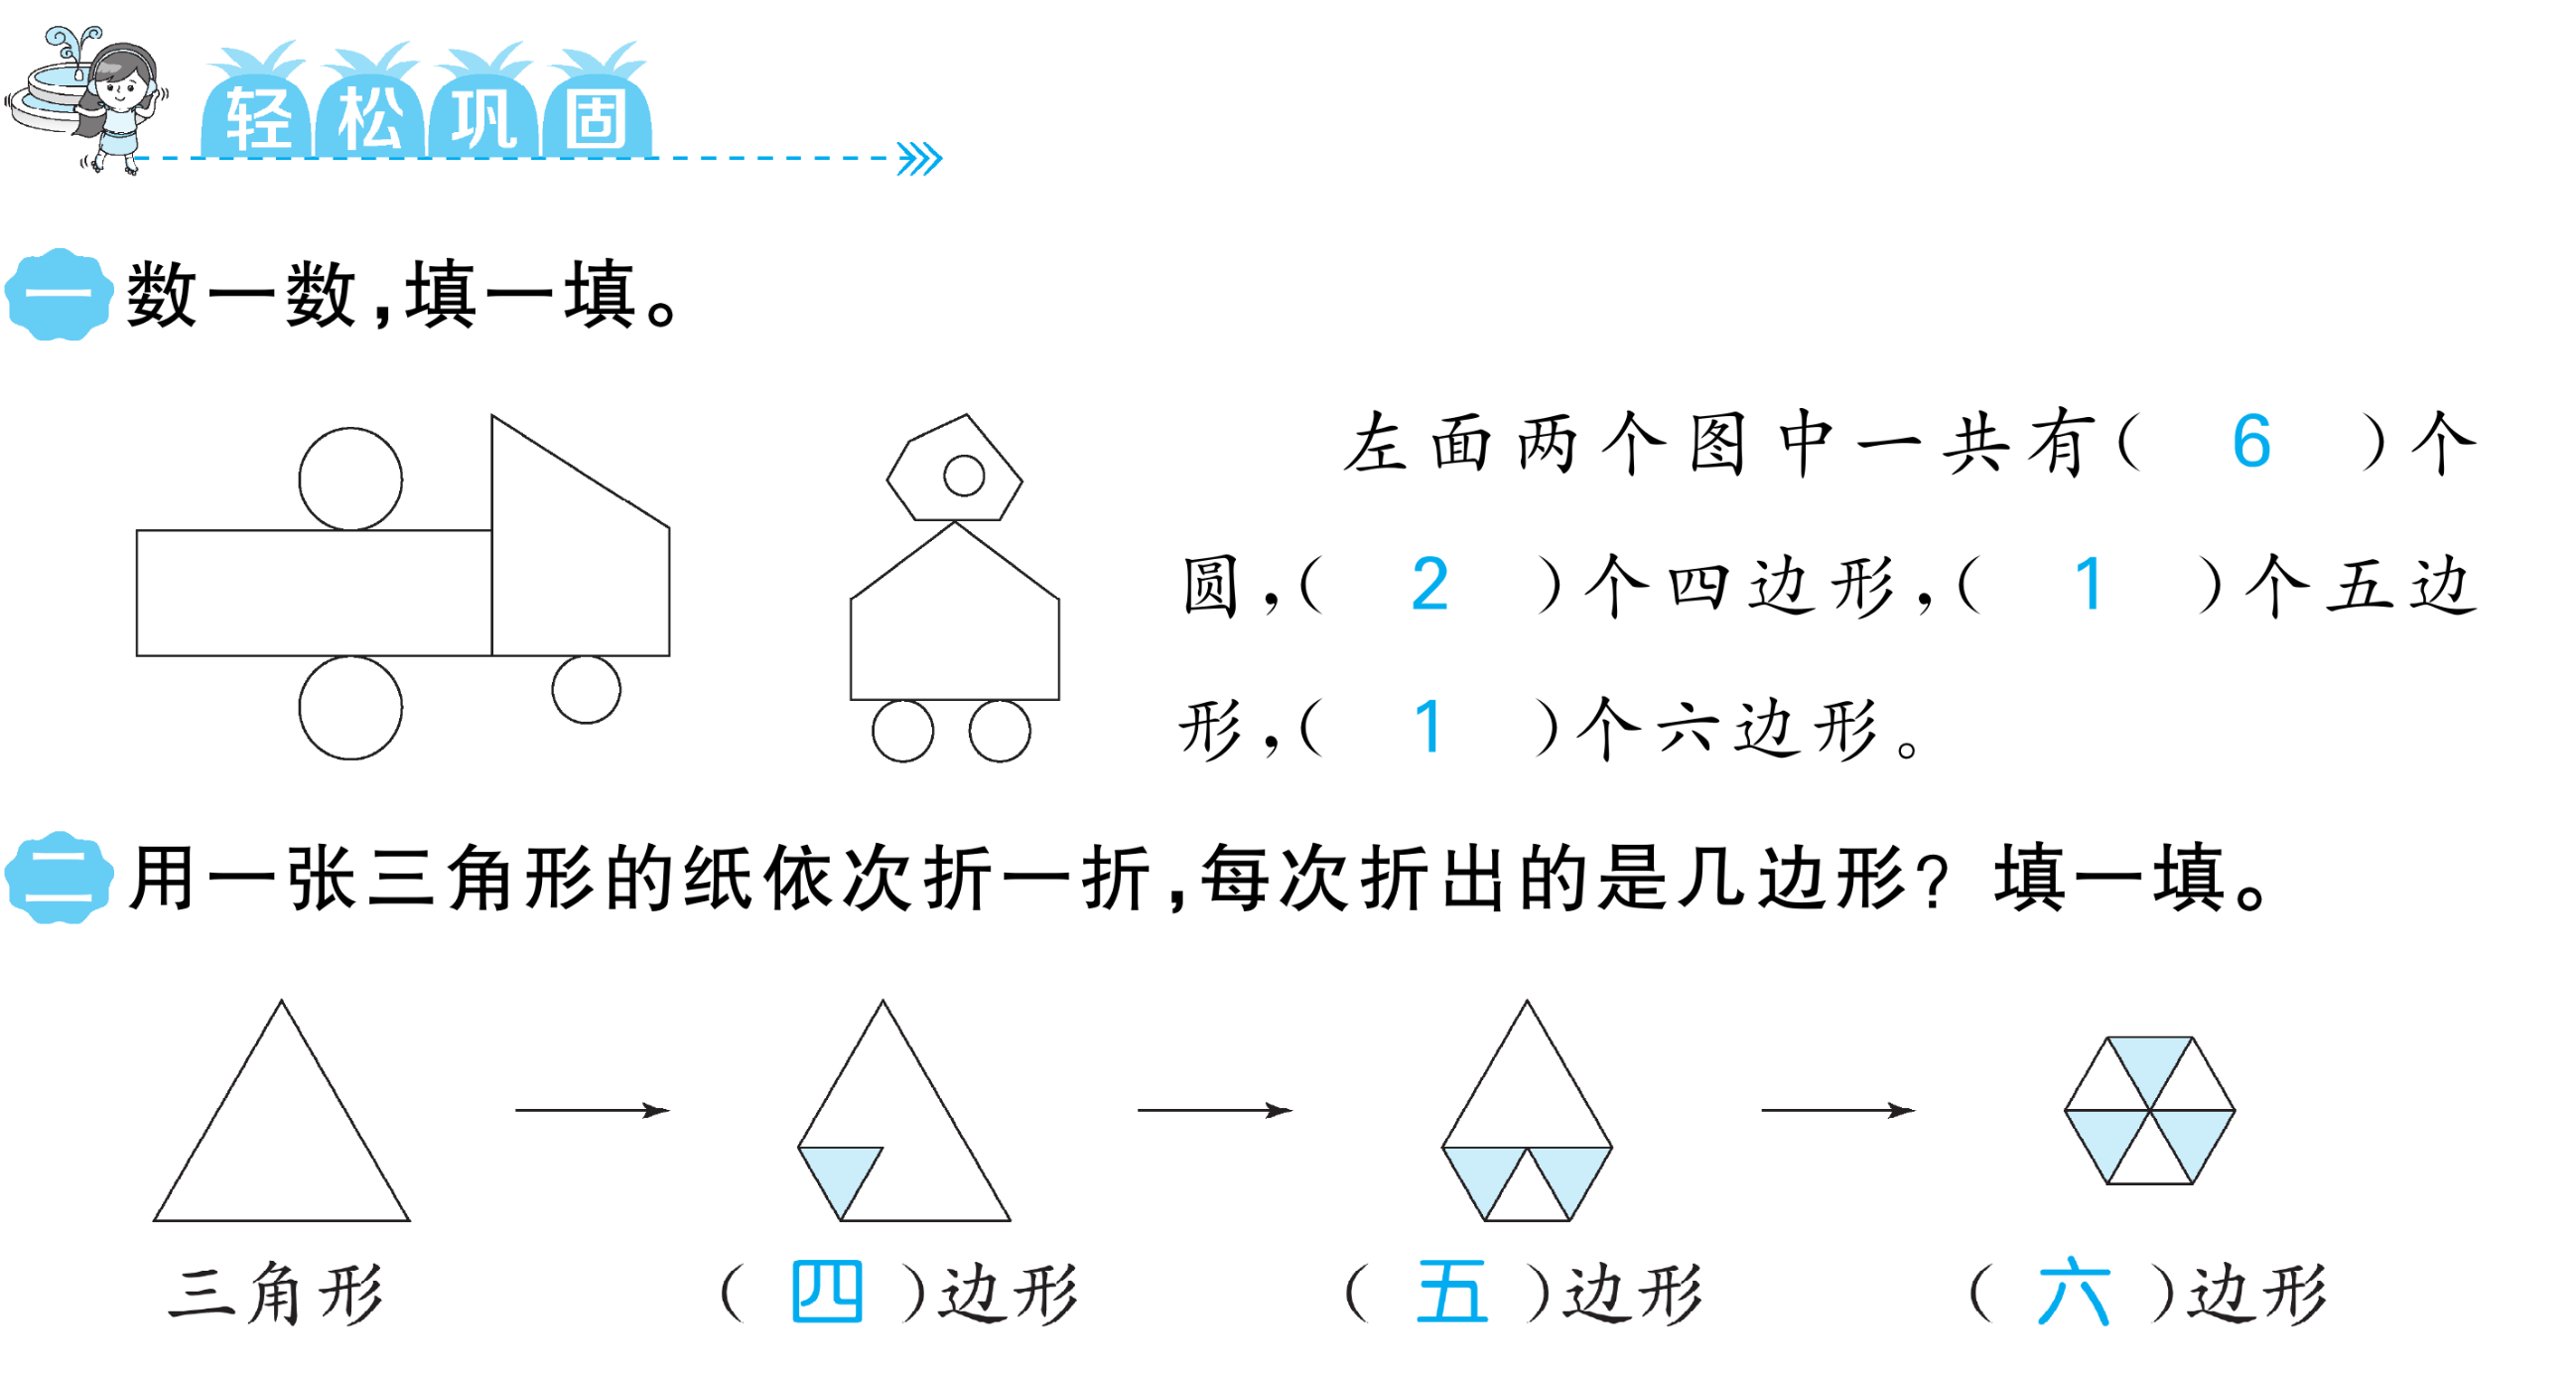 轻松巩固
一 数一数,填一填。
左面两个图中一共有( 6 )个
圆,( 2 )个四边形,( 1 )个五边
形,( 1 )个六边形。
二 用一张三角形的纸依次折一折,每次折出的是几边形? 填一填。
三角形 ( 四 )边形 ( 五 )边形 ( 六 )边形